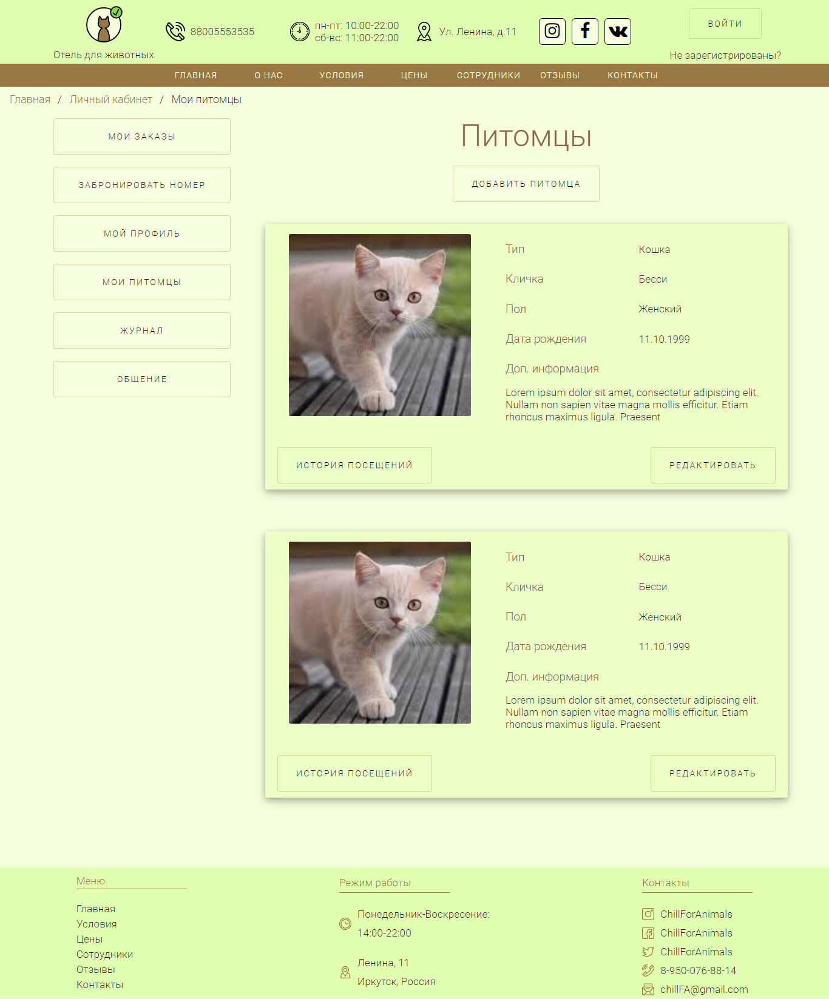 Отель для животных
88005553535
пн-пт: 10:00-22:00
сб-вс: 11:00-22:00
Ул. Ленина, д.11
ВОЙТИ
Не зарегистрированы?
ГЛАВНАЯ О НАС УСЛОВИЯ ЦЕНЫ СОТРУДНИКИ ОТЗЫВЫ КОНТАКТЫ
Главная / Личный кабинет / Мои питомцы
МОИ ЗАКАЗЫ
ЗАБРОНИРОВАТЬ НОМЕР
МОЙ ПРОФИЛЬ
МОИ ПИТОМЦЫ
ЖУРНАЛ
ОБЩЕНИЕ
Питомцы
ДОБАВИТЬ ПИТОМЦА
Тип Кошка
Кличка Бесси
Пол Женский
Дата рождения 11.10.1999
Доп. информация
Lorem ipsum dolor sit amet, consectetur adipiscing elit.
Nullam non sapien vitae magna mollis efficitur. Etiam
rhoncus maximus ligula. Praesent
ИСТОРИЯ ПОСЕЩЕНИЙ РЕДАКТИРОВАТЬ
Тип Кошка
Кличка Бесси
Пол Женский
Дата рождения 11.10.1999
Доп. информация
Lorem ipsum dolor sit amet, consectetur adipiscing elit.
Nullam non sapien vitae magna mollis efficitur. Etiam
rhoncus maximus ligula. Praesent
ИСТОРИЯ ПОСЕЩЕНИЙ РЕДАКТИРОВАТЬ
Меню
Главная
Условия
Цены
Сотрудники
Отзывы
Контакты
Режим работы
Понедельник-Воскресение:
14:00-22:00
Ленина, 11
Иркутск, Россия
Контакты
ChillForAnimals
ChillForAnimals
ChillForAnimals
8-950-076-88-14
chillFA@gmail.com